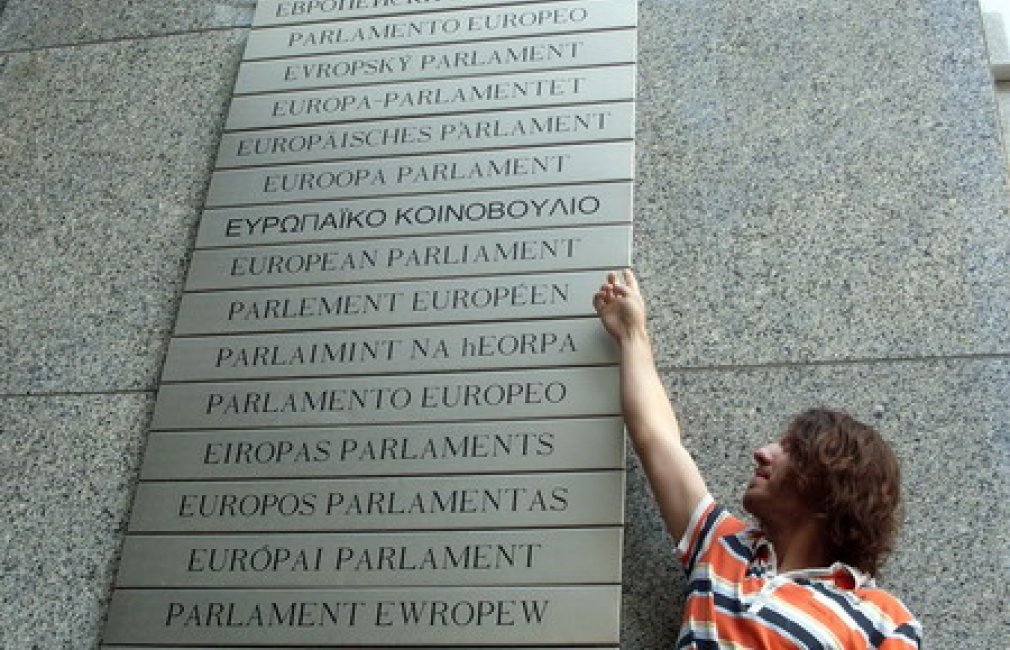 ЕВРОПЕЙСКИ
PARLAMENTO EUROPEO
EVROPSKÝ PARLAMENT
EUROPA-PARLAMENTET
EUROPÄISCHES PARLAMENT
EUROOPA PARLAMENT
ΕΥΡΩΠΑΪΚΟ ΚΟΙΝΟΒΟΥΛΙΟ
EUROPEAN PARLIAMENT
PARLEMENT EUROPÉEN
PARLAIMINT NA hEORPA
PARLAMENTO EUROPEO
EIROPAS PARLAMENTS
EUROPOS PARLAMENTAS
EURÓPAI PARLAMENT
PARLAMENT EWROPEW